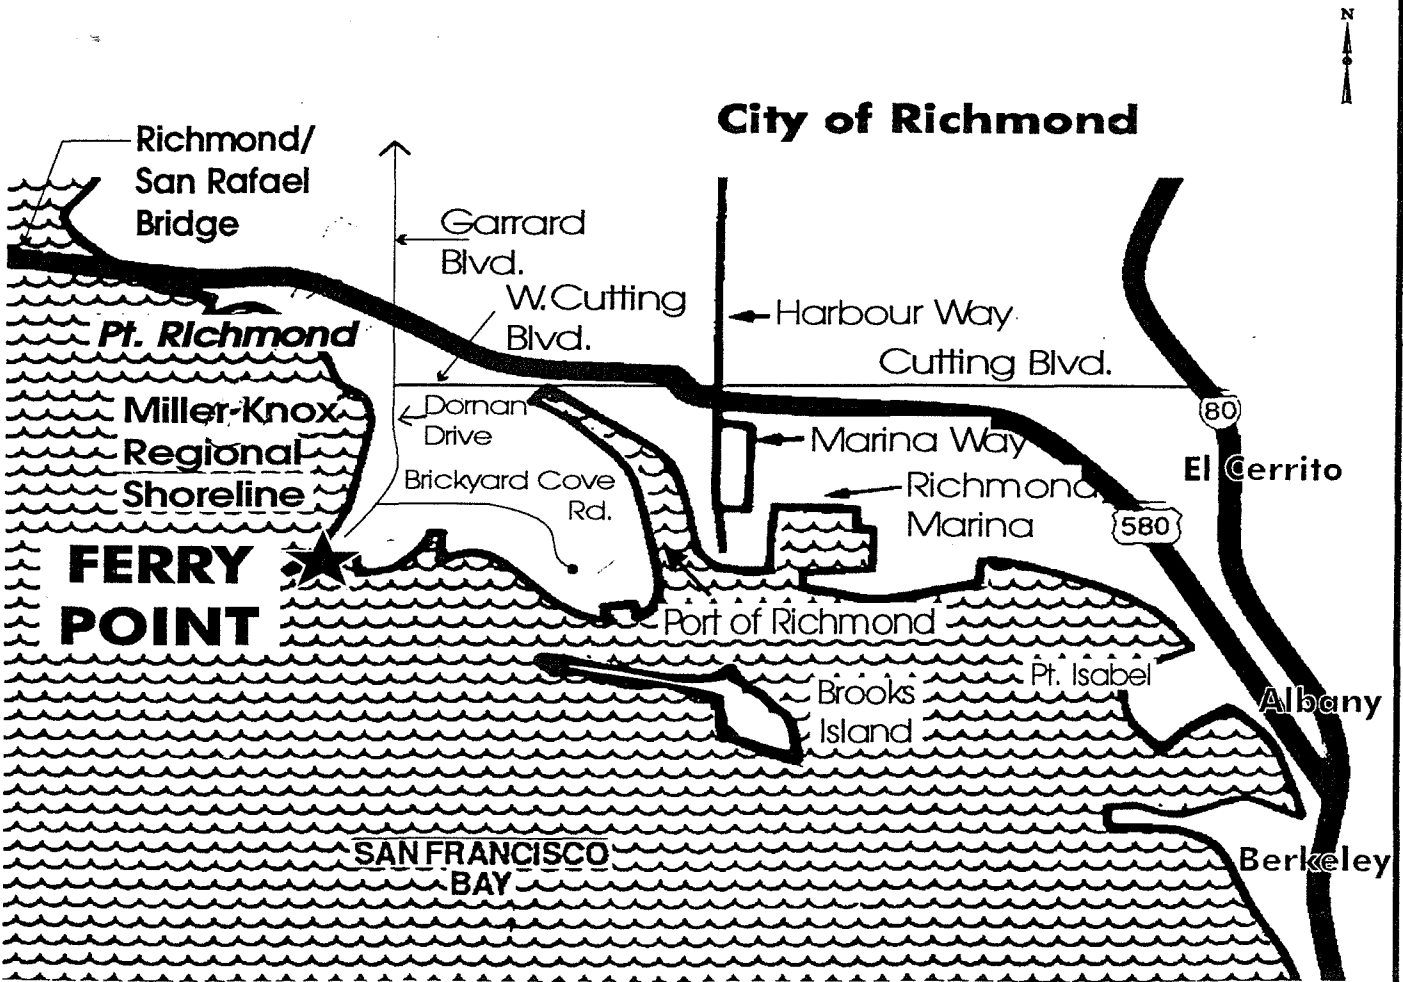 N
City of Richmond
Richmond/
San Rafael
Bridge
Garrard
Blvd.
W. Cutting
Blvd.
Harbour Way
Cutting Blvd.
Pt. Richmond
80
Miller-Knox
Regional
Shoreline
Dornan
Drive
Marina Way
El Cerrito
Brickyard Cove
Rd.
Richmond
Marina
580
FERRY
POINT
Port of Richmond
Pt. Isabel
Brooks
Island
Albany
SAN FRANCISCO
BAY
Berkeley